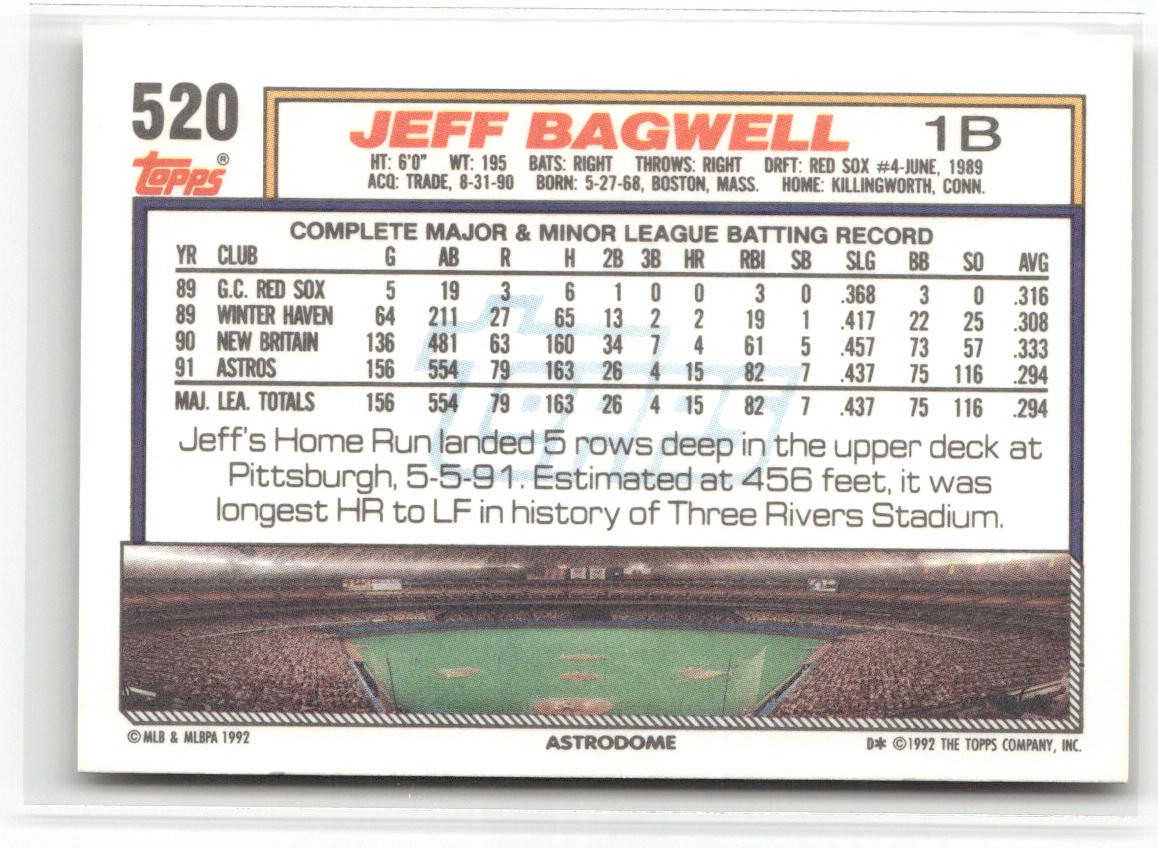 520
Topps®
JEFF BAGWELL 1B
HT: 6'0" WT: 195 BATS: RIGHT THROWS: RIGHT DRFT: RED SOX #4-JUNE, 1989
ACQ: TRADE, 8-31-90 BORN: 5-27-68, BOSTON, MASS. HOME: KILLINGWORTH, CONN.
COMPLETE MAJOR & MINOR LEAGUE BATTING RECORD
YR CLUB G AB R H 2B 3B HR RBI SB SLG BB SO AVG
89 G.C. RED SOX 5 19 3 6 1 0 0 3 0 .368 3 0 .316
89 WINTER HAVEN 64 211 27 65 13 2 2 19 1 .417 22 25 .308
90 NEW BRITAIN 136 481 63 160 34 7 4 61 5 .457 73 57 .333
91 ASTROS 156 554 79 163 26 4 15 82 7 .437 75 116 .294
MAJ. LEA. TOTALS 156 554 79 163 26 4 15 82 7 .437 75 116 .294
Topps
Jeff's Home Run landed 5 rows deep in the upper deck at
Pittsburgh, 5-5-91. Estimated at 456 feet, it was
longest HR to LF in history of Three Rivers Stadium.
© MLB & MLBPA 1992
ASTRODOME
D* © 1992 THE TOPPS COMPANY, INC.